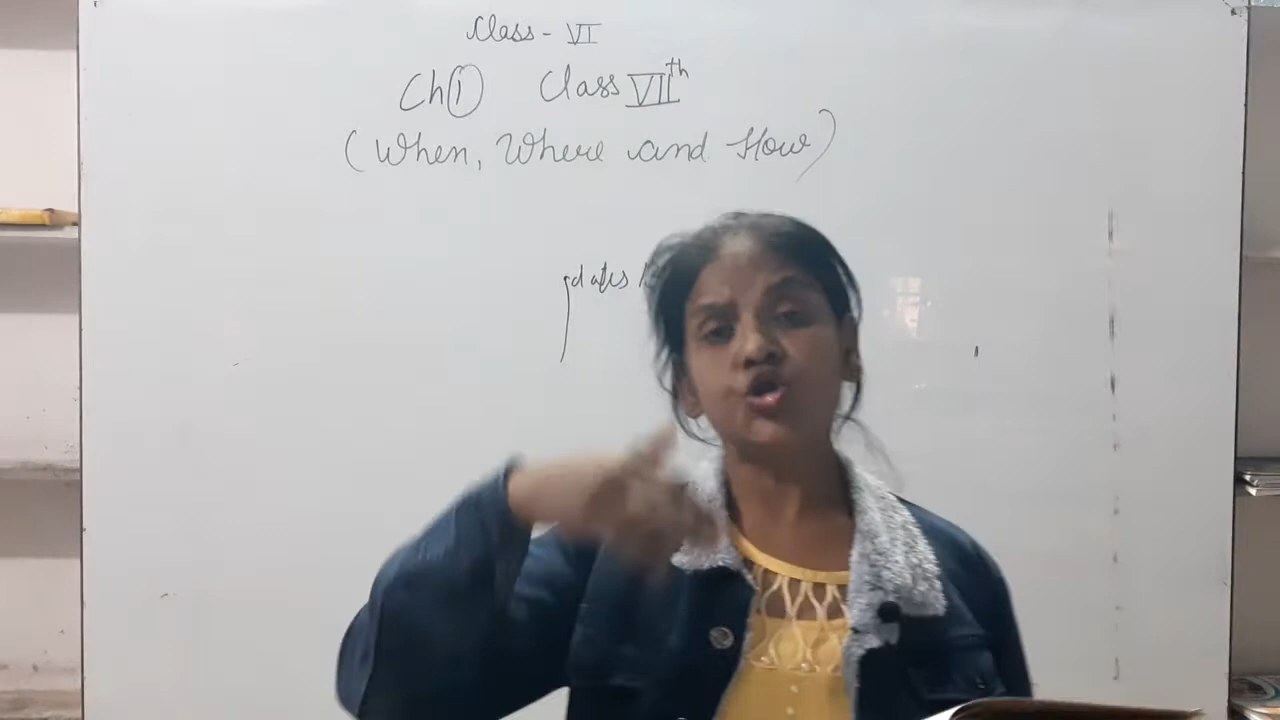 Class - VI
Ch ① Class VIIth
(When, Where and How)
dates